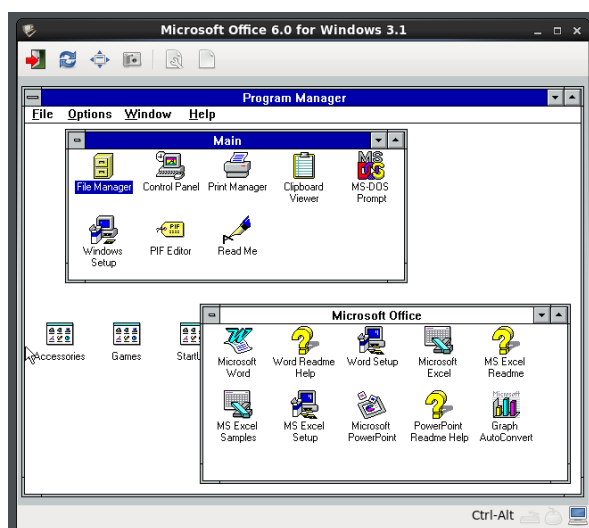 Microsoft Office 6.0 for Windows 3.1
Program Manager
File Options Window Help
Main
File Manager
Control Panel
Print Manager
Clipboard
Viewer
MS-DOS
Prompt
Windows
Setup
PIF Editor
Read Me
Accessories
Games
StartU
Microsoft Office
Microsoft
Word
Word Readme
Help
Word Setup
Microsoft
Excel
MS Excel
Readme
MS Excel
Samples
MS Excel
Setup
Microsoft
PowerPoint
PowerPoint
Readme Help
Graph
AutoConvert
Ctrl-Alt